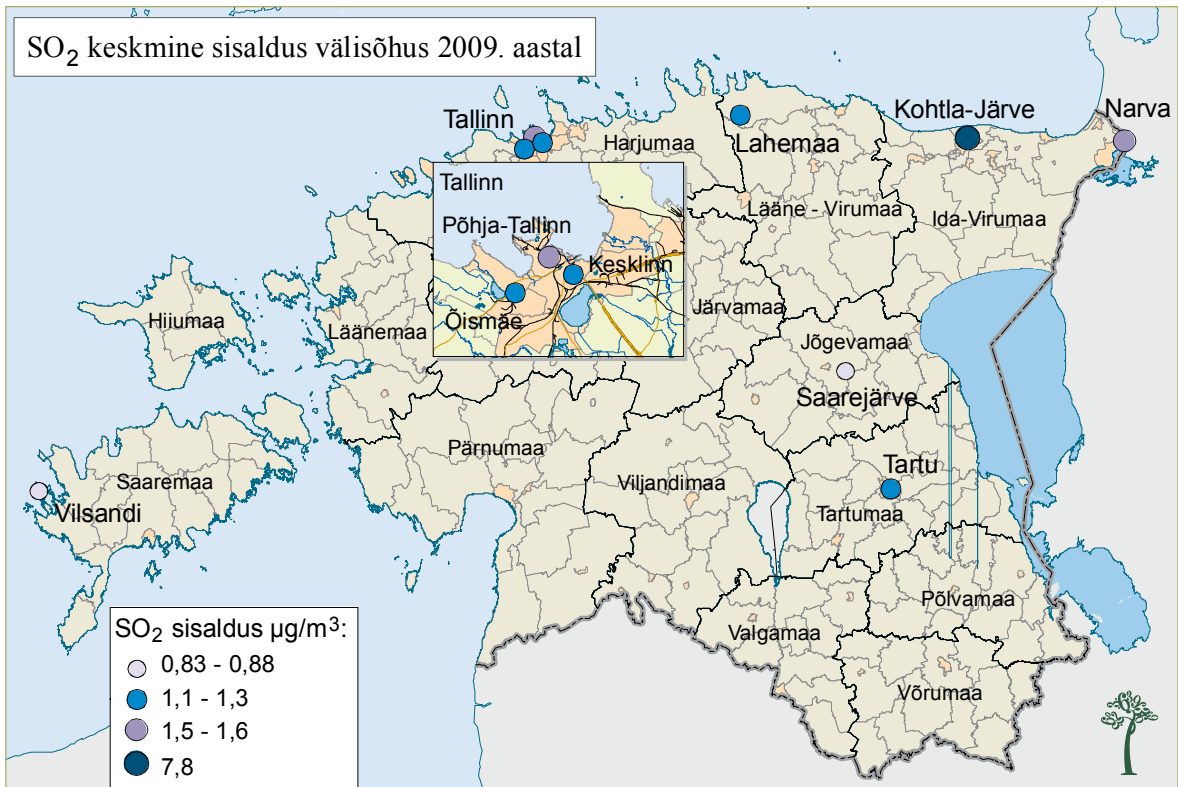 SO2 keskmine sisaldus välisõhus 2009. aastal
Tallinn
Harjumaa
Lahemaa
Kohtla-Järve
Narva
Lääne - Virumaa
Ida-Virumaa
Tallinn
Põhja-Tallinn
Kesklinn
Õismäe
Hiiumaa
Läänemaa
Järvamaa
Jõgevamaa
Saarejärve
Pärnumaa
Viljandimaa
Tartu
Tartumaa
Saaremaa
Vilsandi
Põlvamaa
Valgamaa
Võrumaa
SO2 sisaldus µg/m³:
0,83 - 0,88
1,1 - 1,3
1,5 - 1,6
7,8